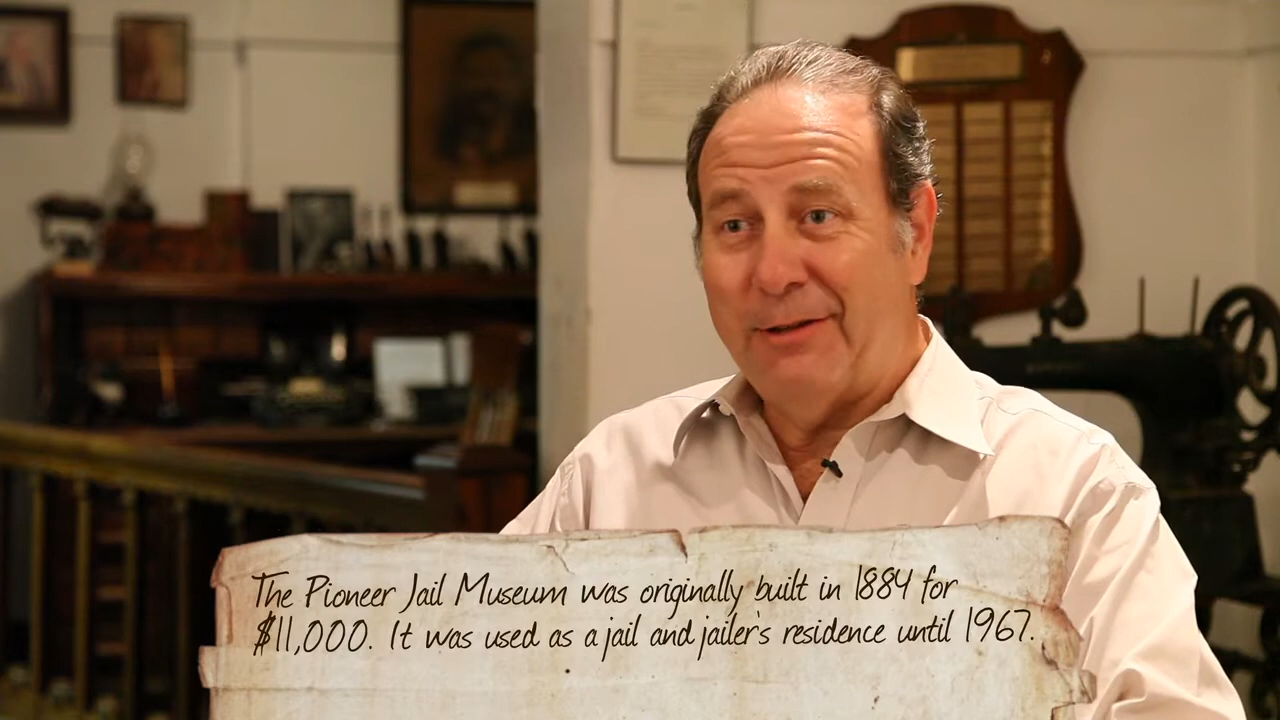 The Pioneer Jail Museum was originally built in 1884 for
$11,000. It was used as a jail and jailer's residence until 1967.